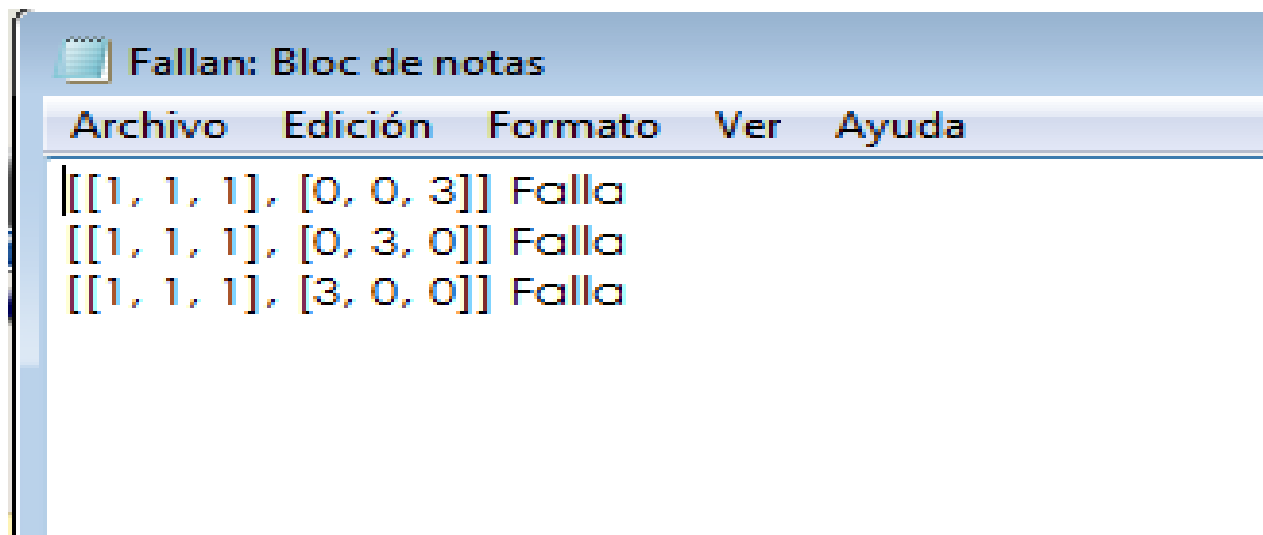 Fallan: Bloc de notas
Archivo Edición Formato Ver Ayuda
[[1, 1, 1], [0, 0, 3]] Falla
[[1, 1, 1], [0, 3, 0]] Falla
[[1, 1, 1], [3, 0, 0]] Falla